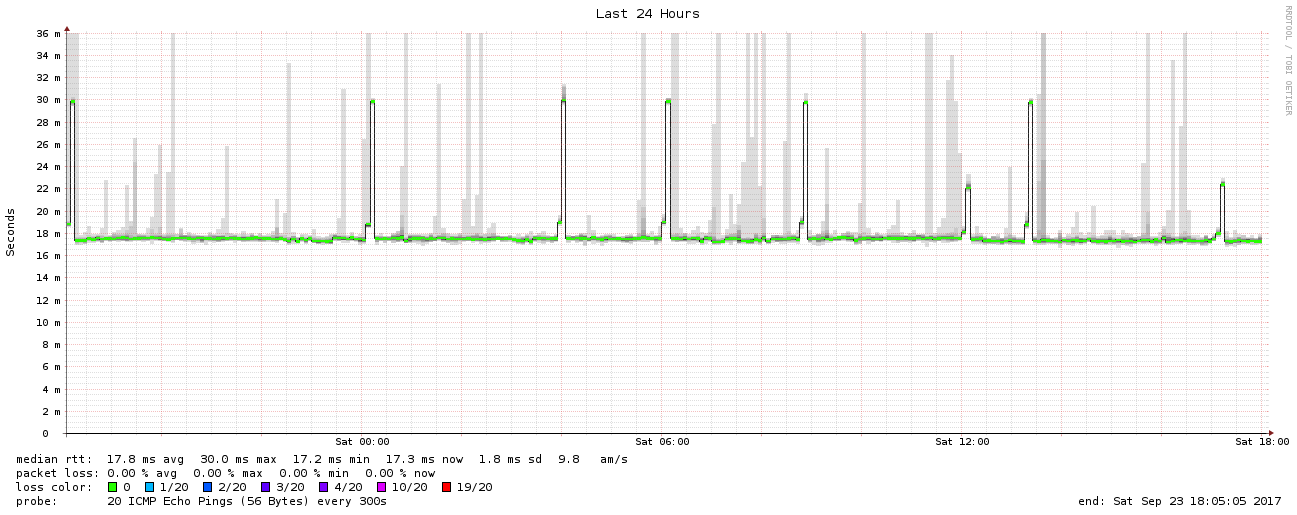 Last 24 Hours
RRDTOOL / TOBI OETIKER
Seconds
36 m
34 m
32 m
30 m
28 m
26 m
24 m
22 m
20 m
18 m
16 m
14 m
12 m
10 m
8 m
6 m
4 m
2 m
0
Sat 00:00 Sat 06:00 Sat 12:00 Sat 18:00
median rtt: 17.8 ms avg 30.0 ms max 17.2 ms min 17.3 ms now 1.8 ms sd 9.8 am/s
packet loss: 0.00 % avg 0.00 % max 0.00 % min 0.00 % now
loss color: 0 1/20 2/20 3/20 4/20 10/20 19/20
probe: 20 ICMP Echo Pings (56 Bytes) every 300s end: Sat Sep 23 18:05:05 2017